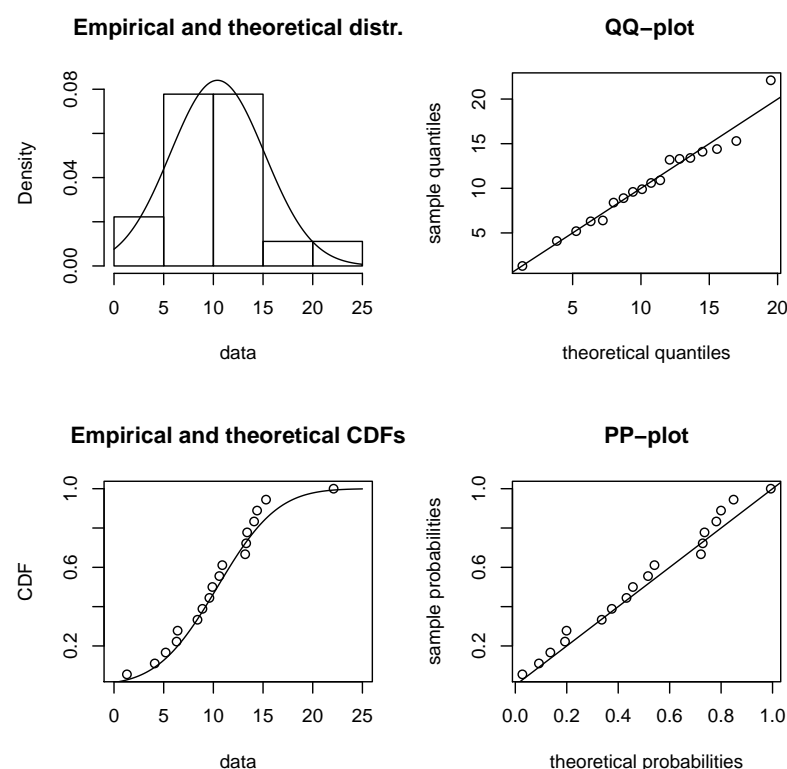 Empirical and theoretical distr.
Density
0.00
0.04
0.08
0 5 10 15 20 25
data
QQ−plot
sample quantiles
5
10
15
20
5 10 15 20
theoretical quantiles
Empirical and theoretical CDFs
CDF
0.2
0.6
1.0
0 5 10 15 20 25
data
PP−plot
sample probabilities
0.2
0.6
1.0
0.0 0.2 0.4 0.6 0.8 1.0
theoretical probabilities